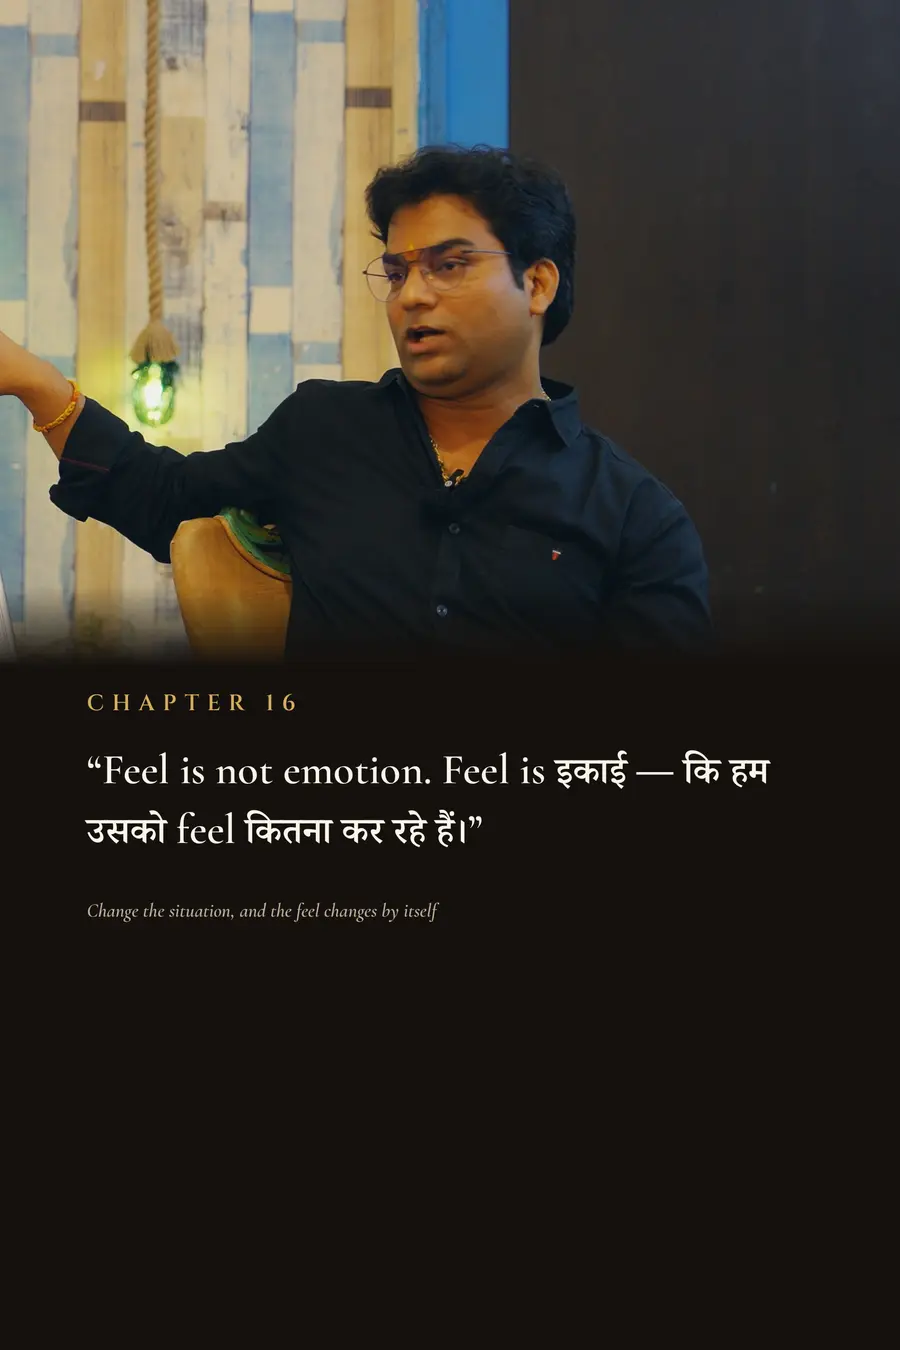 CHAPTER 16
“Feel is not emotion. Feel is इकाई — कि हम
उसको feel कितना कर रहे हैं।”
Change the situation, and the feel changes by itself